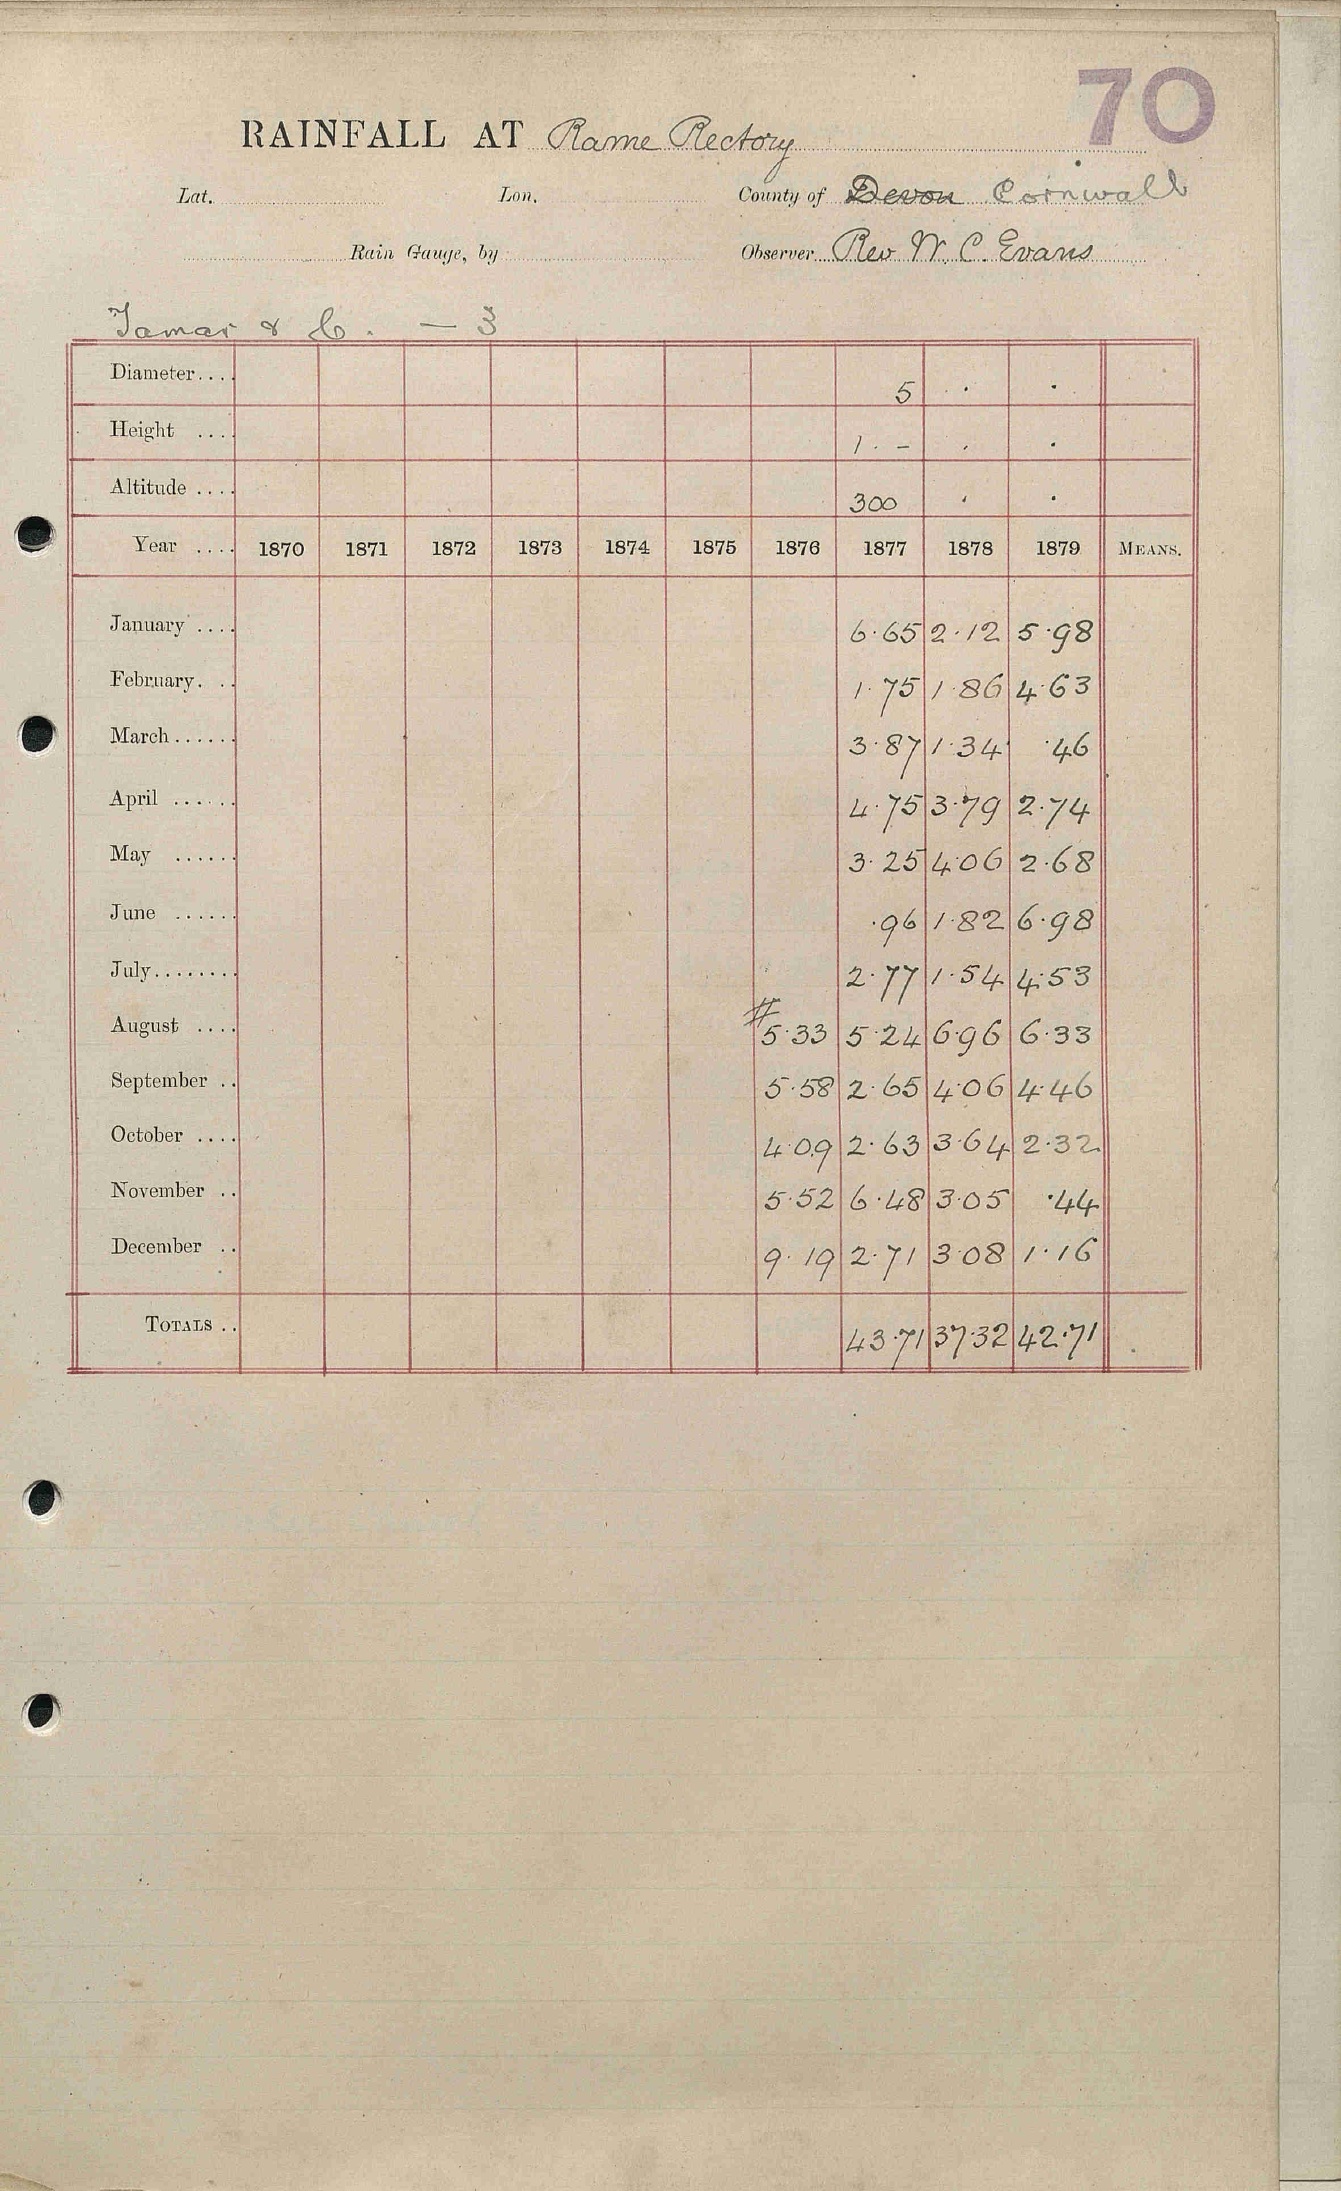 70
RAINFALL AT Rame Rectory
Lat. Lon. County of Devon Cornwall
Rain Gauge, by Observer Rev W. C. Evans
Tamar & C. — 3
Diameter.... 5 · ·
Height .... 1 · – · ·
Altitude .... 300 · ·
Year .... 1870 1871 1872 1873 1874 1875 1876 1877 1878 1879 MEANS.
January .... 6·65 2·12 5·98
February. .. 1·75 1·86 4·63
March...... 3·87 1·34 ·46
April ...... 4·75 3·79 2·74
May ...... 3·25 4·06 2·68
June ...... ·96 1·82 6·98
July........ 2·77 1·54 4·53
August .... # 5·33 5·24 6·96 6·33
September .. 5·58 2·65 4·06 4·46
October .... 4·09 2·63 3·64 2·32
November .. 5·52 6·48 3·05 ·44
December .. 9·19 2·71 3·08 1·16
TOTALS .. 43·71 37·32 42·71